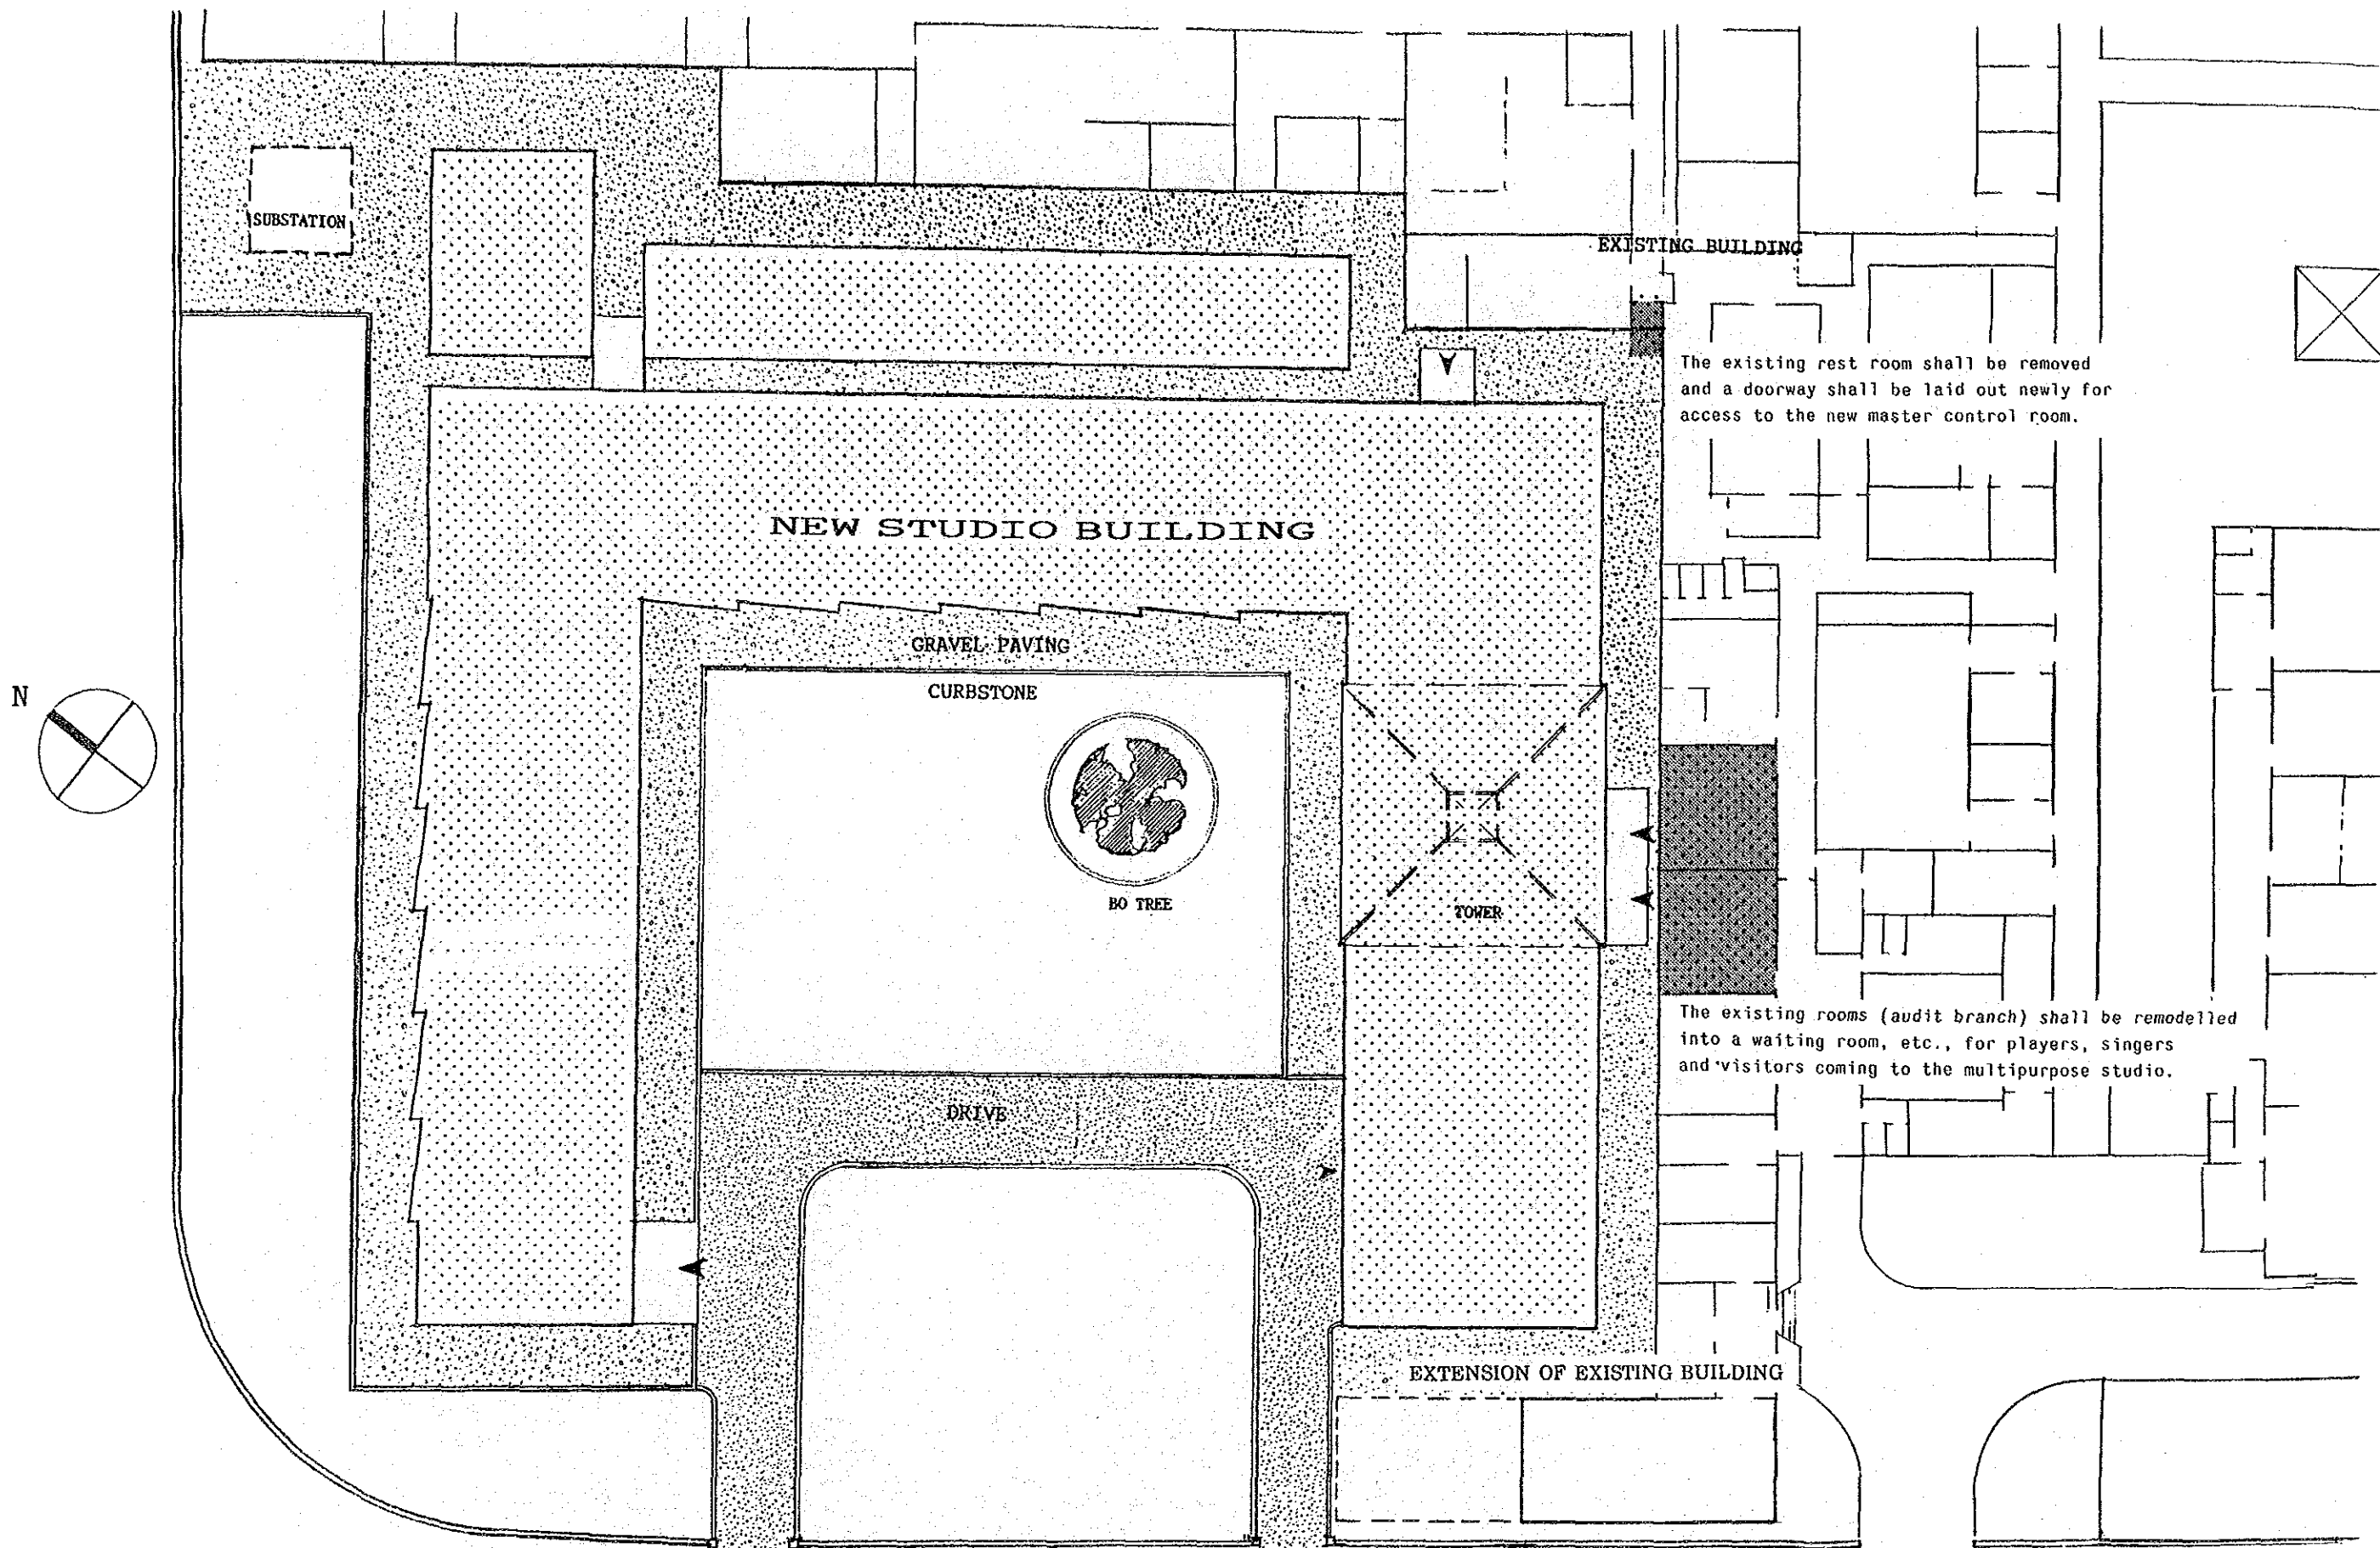 SUBSTATION
EXISTING BUILDING
The existing rest room shall be removed
and a doorway shall be laid out newly for
access to the new master control room.
NEW STUDIO BUILDING
GRAVEL PAVING
CURBSTONE
N
BO TREE
TOWER
The existing rooms (audit branch) shall be remodelled
into a waiting room, etc., for players, singers
and visitors coming to the multipurpose studio.
DRIVE
EXTENSION OF EXISTING BUILDING